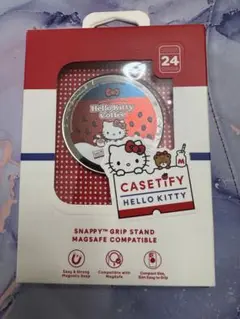 24
Hello Kitty
Coffee
CASETiFY
HELLO KITTY
SNAPPY™ GRIP STAND
MAGSAFE COMPATIBLE
Easy & Strong
Magnetic Snap
Compatible with
MagSafe
Compact Size,
Slim Easy to Grip